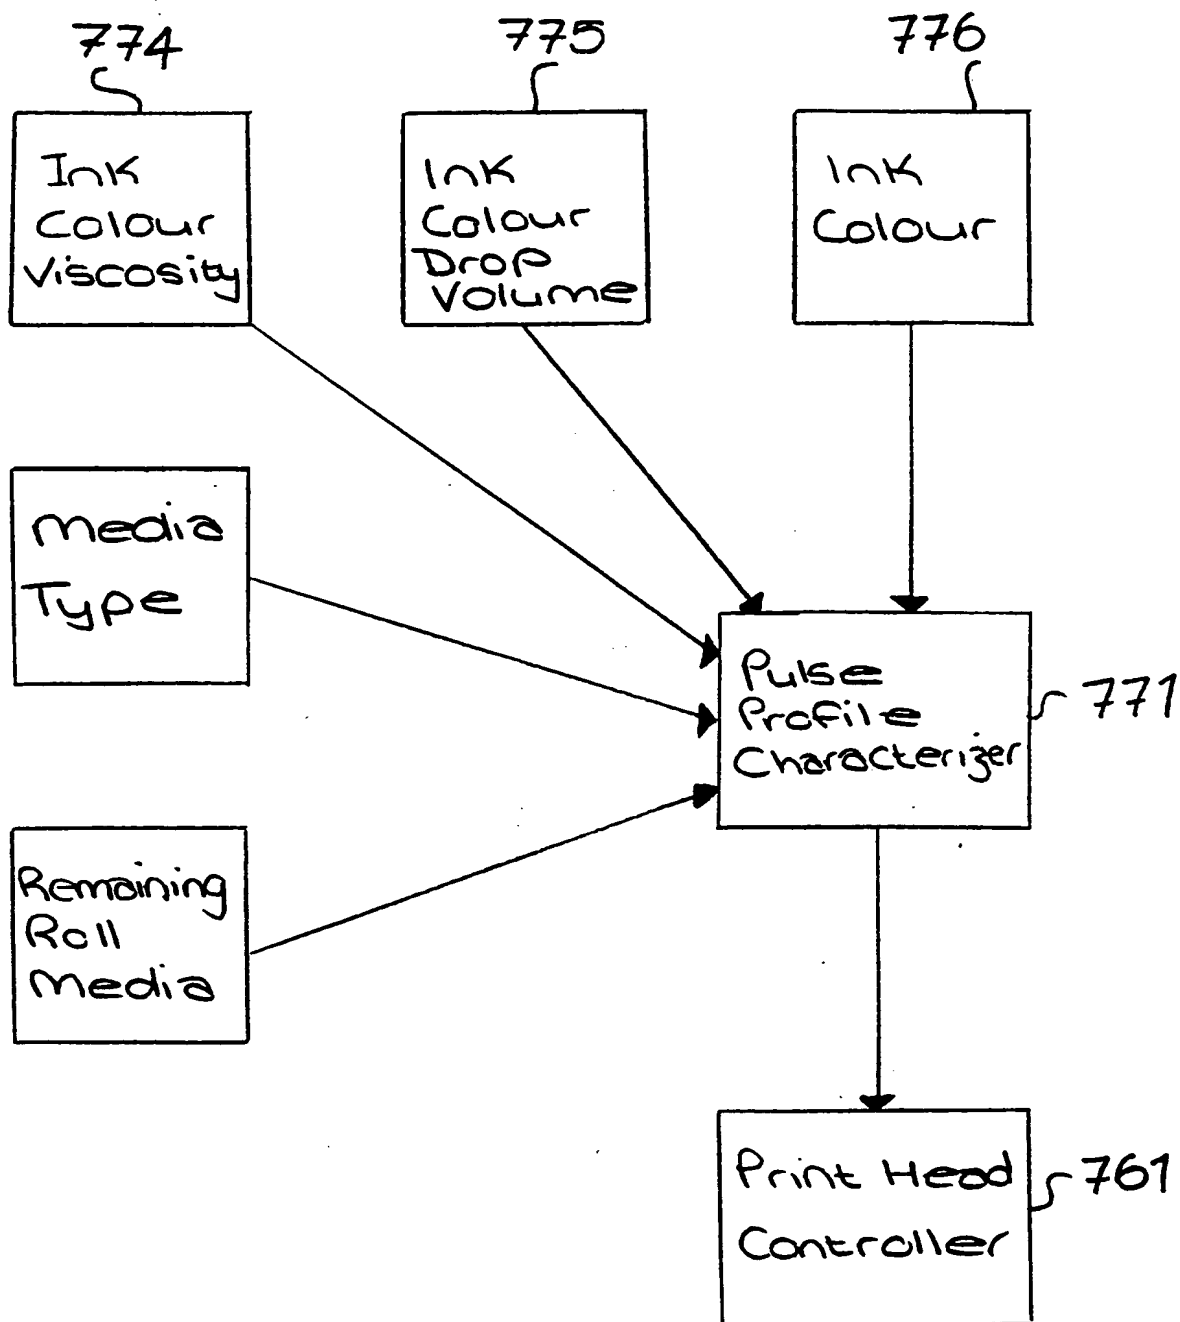 774
775
776
Ink
Colour
Viscosity
Ink
Colour
Drop
Volume
Ink
Colour
Media
Type
Pulse
Profile
Characterizer
771
Remaining
Roll
Media
Print Head
Controller
761